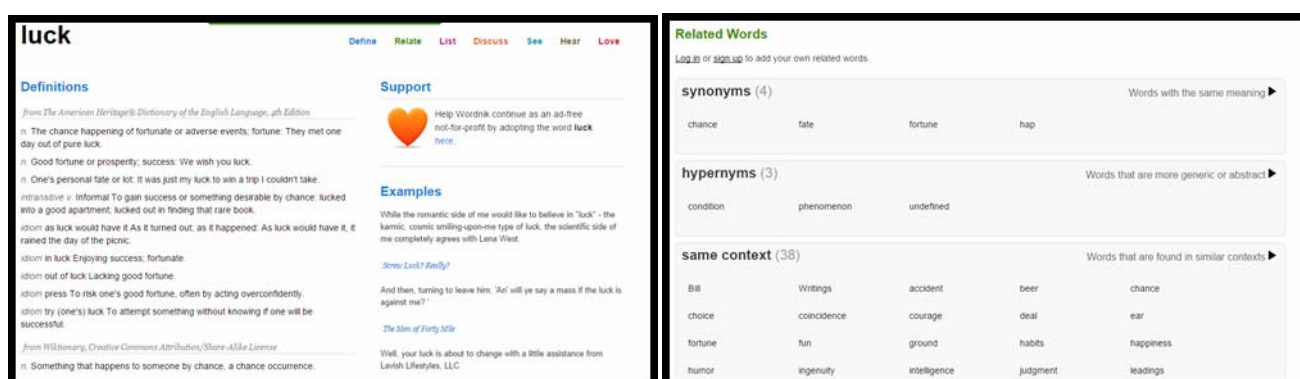 luck
Define Relate List Discuss See Hear Love
Definitions
from The American Heritage® Dictionary of the English Language, 4th Edition
n. The chance happening of fortunate or adverse events; fortune: They met one
day out of pure luck.
n. Good fortune or prosperity; success: We wish you luck.
n. One's personal fate or lot: It was just my luck to win a trip I couldn't take.
intransitive v. Informal To gain success or something desirable by chance: lucked
into a good apartment; lucked out in finding that rare book.
idiom as luck would have it As it turned out; as it happened: As luck would have it, it
rained the day of the picnic.
idiom in luck Enjoying success; fortunate.
idiom out of luck Lacking good fortune.
idiom press To risk one's good fortune, often by acting overconfidently.
idiom try (one's) luck To attempt something without knowing if one will be
successful.
from Wiktionary, Creative Commons Attribution/Share-Alike License
n. Something that happens to someone by chance, a chance occurrence.
Support
Help Wordnik continue as an ad-free
not-for-profit by adopting the word luck
here.
Examples
While the romantic side of me would like to believe in "luck" - the
karmic, cosmic smiling-upon-me type of luck, the scientific side of
me completely agrees with Lena West.
Screw Luck? Really?
And then, turning to leave him, 'An' will ye say a mass if the luck is
against me? '
The Men of Forty Mile
Well, your luck is about to change with a little assistance from
Lavish Lifestyles, LLC.
Related Words
Log in or sign up to add your own related words.
synonyms (4) Words with the same meaning
chance fate fortune hap
hypernyms (3) Words that are more generic or abstract
condition phenomenon undefined
same context (38) Words that are found in similar contexts
Bill Writings accident beer chance
choice coincidence courage deal ear
fortune fun ground habits happiness
humor ingenuity intelligence judgment leadings